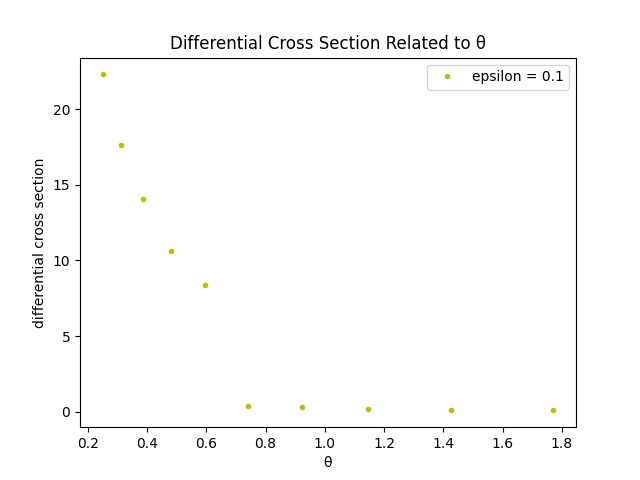 Differential Cross Section Related to θ
epsilon = 0.1
differential cross section
20
15
10
5
0
0.2 0.4 0.6 0.8 1.0 1.2 1.4 1.6 1.8
θ